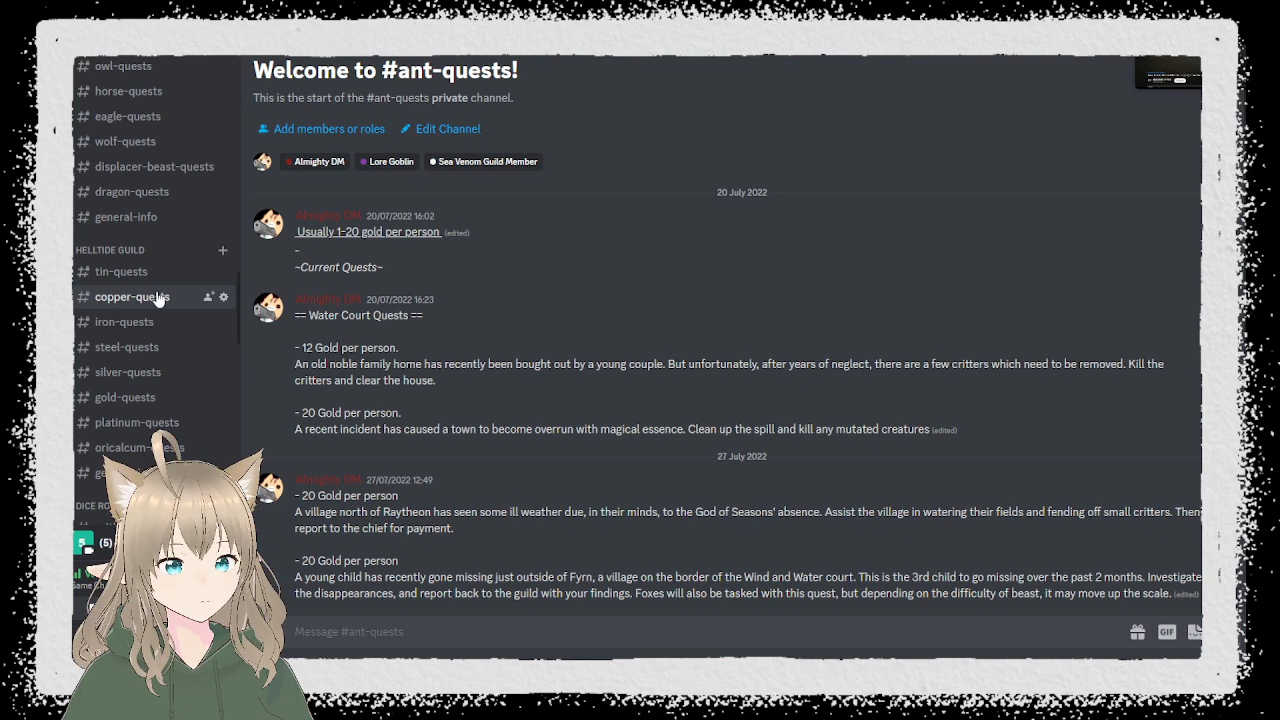 owl-quests
horse-quests
eagle-quests
wolf-quests
displacer-beast-quests
dragon-quests
general-info
HELLTIDE GUILD
tin-quests
copper-quests
iron-quests
steel-quests
silver-quests
gold-quests
platinum-quests
(5)
Welcome to #ant-quests!
This is the start of the #ant-quests private channel.
Add members or roles Edit Channel
Almighty DM Lore Goblin Sea Venom Guild Member
20 July 2022
Almighty DM 20/07/2022 16:02
Usually 1-20 gold per person (edited)
-
~Current Quests~
Almighty DM 20/07/2022 16:23
== Water Court Quests ==
- 12 Gold per person.
An old noble family home has recently been bought out by a young couple. But unfortunately, after years of neglect, there are a few critters which need to be removed. Kill the
critters and clear the house.
- 20 Gold per person.
A recent incident has caused a town to become overrun with magical essence. Clean up the spill and kill any mutated creatures (edited)
27 July 2022
Almighty DM 27/07/2022 12:49
- 20 Gold per person
A village north of Raytheon has seen some ill weather due, in their minds, to the God of Seasons' absence. Assist the village in watering their fields and fending off small critters. Then
report to the chief for payment.
- 20 Gold per person
A young child has recently gone missing just outside of Fyrn, a village on the border of the Wind and Water court. This is the 3rd child to go missing over the past 2 months. Investigate
the disappearances, and report back to the guild with your findings. Foxes will also be tasked with this quest, but depending on the difficulty of beast, it may move up the scale. (edited)
Message #ant-quests
GIF